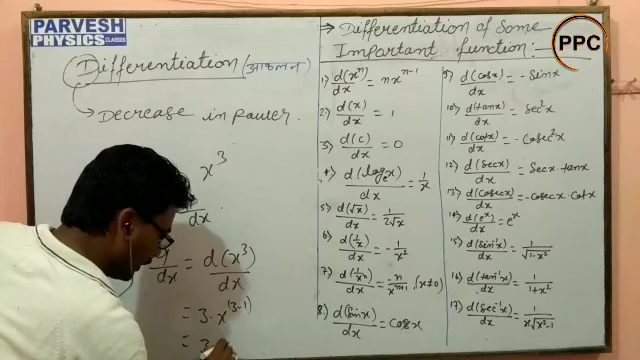 PARVESH
PHYSICS CLASSES
Differentiation (आकलन)
→ Decrease in pawer.
x³
dx
dx = d(x³)/dx
= 3·x^(3-1)
= 3
⇒ Differentiation of Some
Impartant function:—
PPC
1) d(xⁿ)/dx = nxⁿ⁻¹
2) d(x)/dx = 1
3) d(c)/dx = 0
4) d(logₑx)/dx = 1/x
5) d(√x)/dx = 1/2√x
6) d(1/x)/dx = -1/x²
7) d(1/xⁿ)/dx = n/xⁿ⁺¹, (x≠0)
8) d(sinx)/dx = cosx
9) d(cosx)/dx = -Sinx
10) d(tanx)/dx = Sec²x
11) d(cotx)/dx = -Cosec²x
12) d(secx)/dx = Secx·tanx
13) d(cosecx)/dx = -cosecx·Cotx
14) d(eˣ)/dx = eˣ
15) d(sin⁻¹x)/dx = 1/√1-x²
16) d(tan⁻¹x)/dx = 1/1+x²
17) d(sec⁻¹x)/dx = 1/x√x²-1